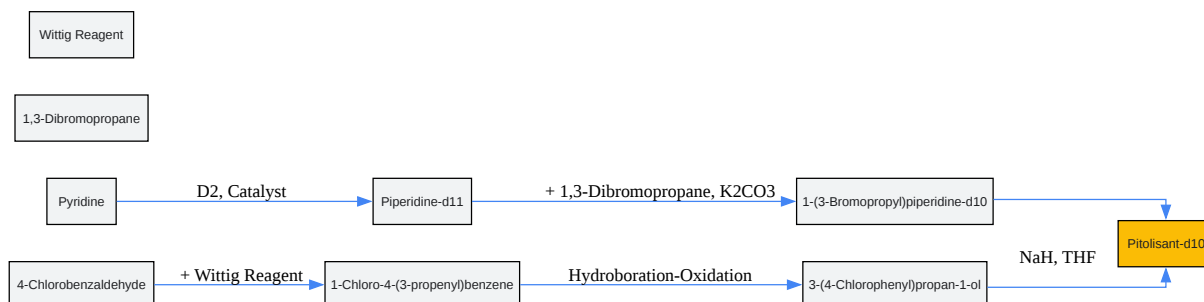 Wittig Reagent
1,3-Dibromopropane
Pyridine
D2, Catalyst
Piperidine-d11
+ 1,3-Dibromopropane, K2CO3
1-(3-Bromopropyl)piperidine-d10
Pitolisant-d10
4-Chlorobenzaldehyde
+ Wittig Reagent
1-Chloro-4-(3-propenyl)benzene
Hydroboration-Oxidation
3-(4-Chlorophenyl)propan-1-ol
NaH, THF